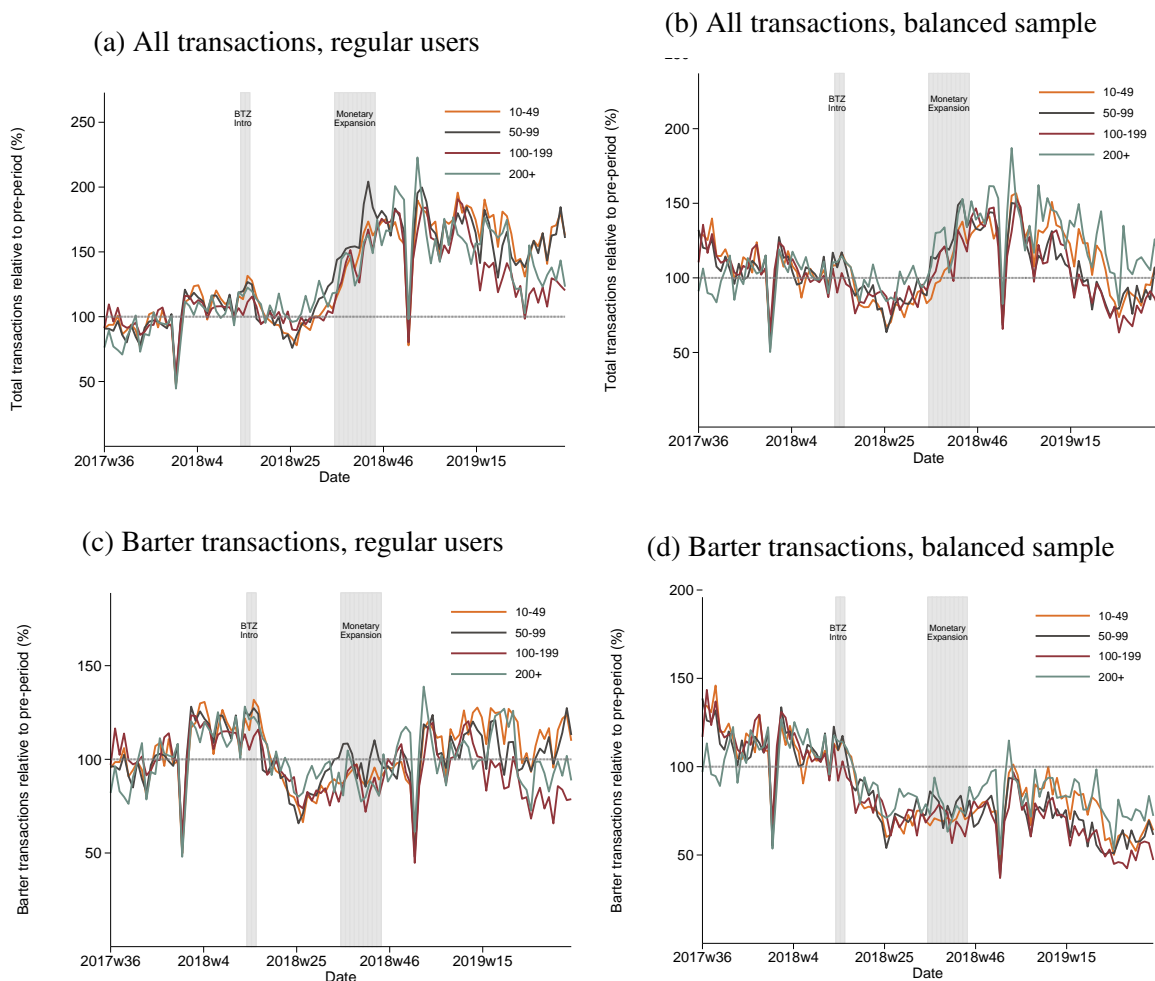 (a) All transactions, regular users
Total transactions relative to pre-period (%)
250
200
150
100
50
BTZ
Intro
Monetary
Expansion
10-49
50-99
100-199
200+
2017w36 2018w4 2018w25 2018w46 2019w15
Date
(b) All transactions, balanced sample
Total transactions relative to pre-period (%)
200
150
100
50
BTZ
Intro
Monetary
Expansion
10-49
50-99
100-199
200+
2017w36 2018w4 2018w25 2018w46 2019w15
Date
(c) Barter transactions, regular users
Barter transactions relative to pre-period (%)
150
100
50
BTZ
Intro
Monetary
Expansion
10-49
50-99
100-199
200+
2017w36 2018w4 2018w25 2018w46 2019w15
Date
(d) Barter transactions, balanced sample
Barter transactions relative to pre-period (%)
200
150
100
50
0
BTZ
Intro
Monetary
Expansion
10-49
50-99
100-199
200+
2017w36 2018w4 2018w25 2018w46 2019w15
Date